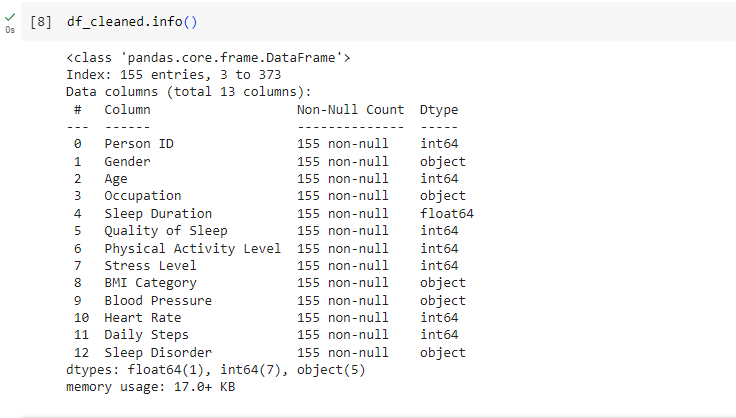 [8] df_cleaned.info()
0s
<class 'pandas.core.frame.DataFrame'>
Index: 155 entries, 3 to 373
Data columns (total 13 columns):
 #   Column                   Non-Null Count  Dtype
---  ------                   --------------  -----
 0   Person ID                155 non-null    int64
 1   Gender                   155 non-null    object
 2   Age                      155 non-null    int64
 3   Occupation               155 non-null    object
 4   Sleep Duration           155 non-null    float64
 5   Quality of Sleep         155 non-null    int64
 6   Physical Activity Level  155 non-null    int64
 7   Stress Level             155 non-null    int64
 8   BMI Category             155 non-null    object
 9   Blood Pressure           155 non-null    object
 10  Heart Rate               155 non-null    int64
 11  Daily Steps              155 non-null    int64
 12  Sleep Disorder           155 non-null    object
dtypes: float64(1), int64(7), object(5)
memory usage: 17.0+ KB